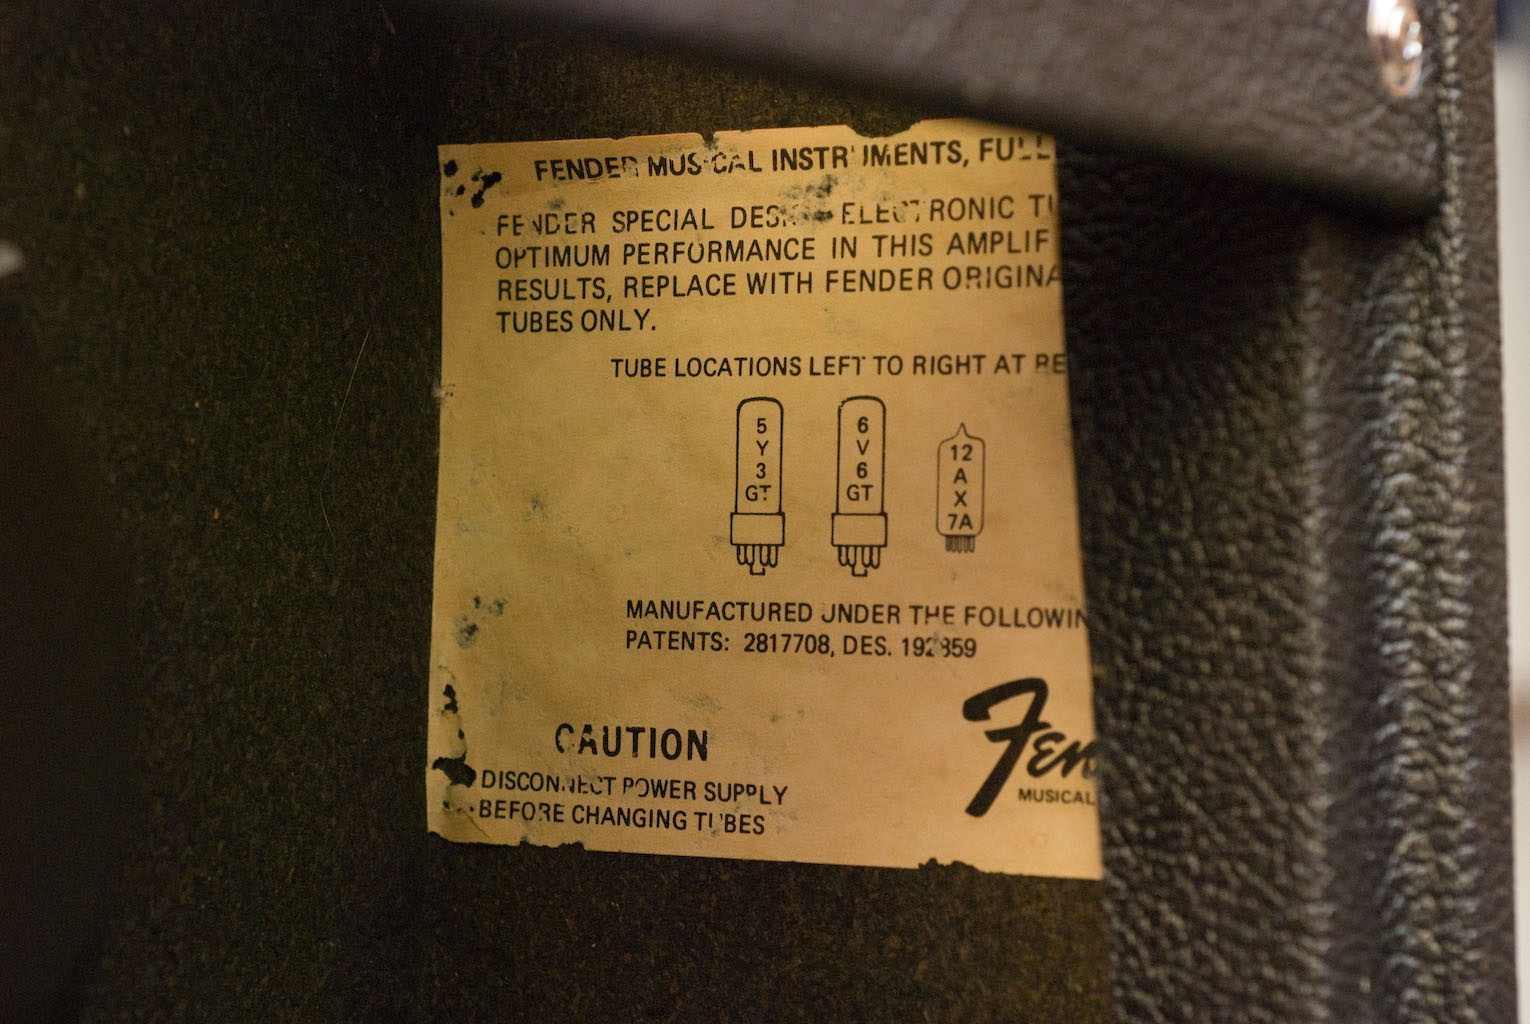 FENDER MUSICAL INSTRUMENTS, FULL
FENDER SPECIAL DESIGN ELECTRONIC TU
OPTIMUM PERFORMANCE IN THIS AMPLIF
RESULTS, REPLACE WITH FENDER ORIGINA
TUBES ONLY.
TUBE LOCATIONS LEFT TO RIGHT AT RE
5
Y
3
GT
6
V
6
GT
12
A
X
7A
MANUFACTURED UNDER THE FOLLOWIN
PATENTS: 2817708, DES. 192859
CAUTION
DISCONNECT POWER SUPPLY
BEFORE CHANGING TUBES
Fen
MUSICAL